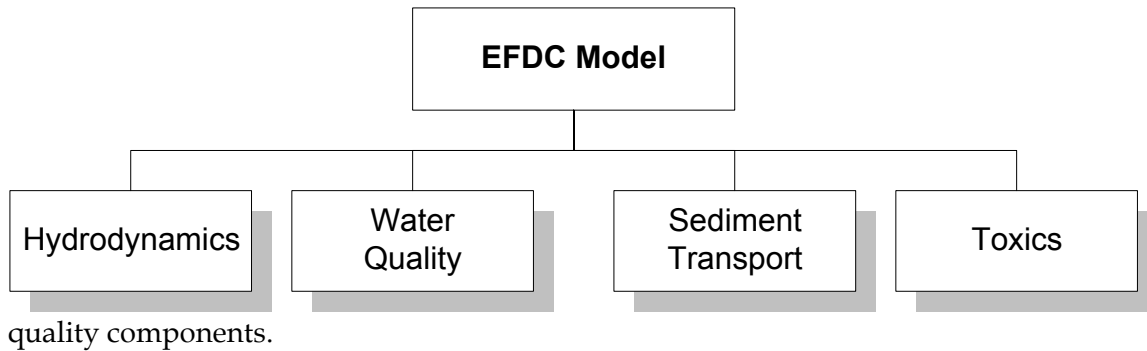 EFDC Model
Hydrodynamics
Water
Quality
Sediment
Transport
Toxics
quality components.